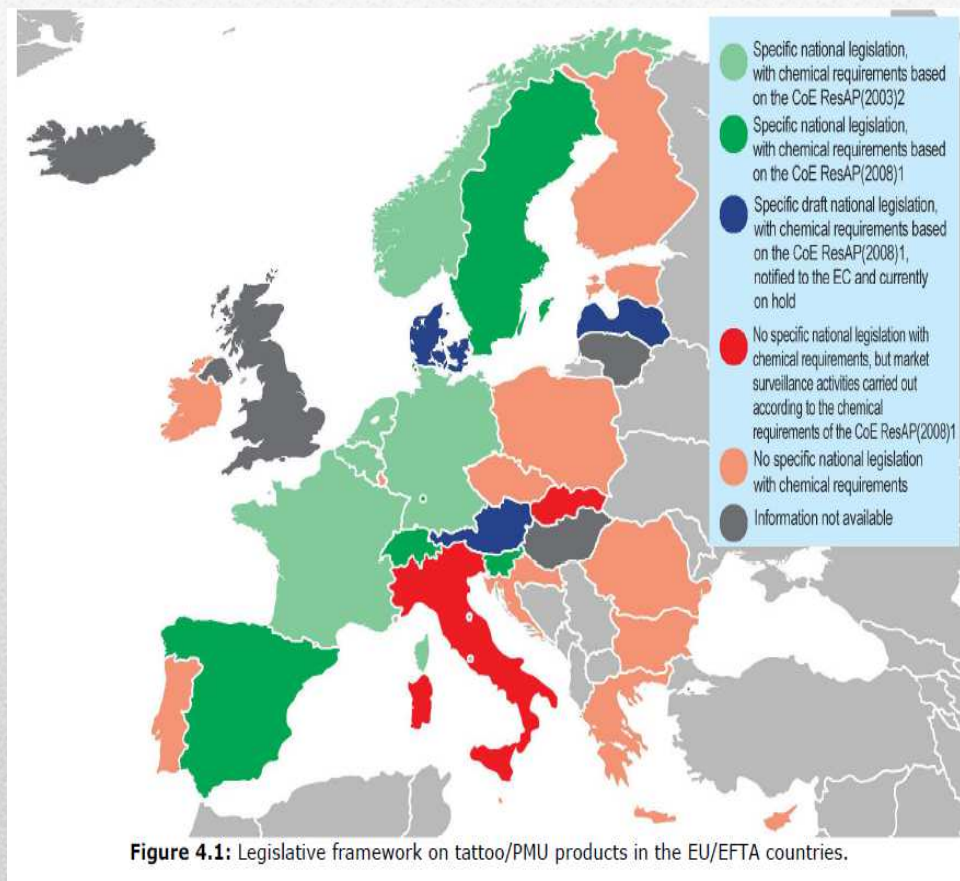 Specific national legislation,
with chemical requirements based
on the CoE ResAP(2003)2
Specific national legislation,
with chemical requirements based
on the CoE ResAP(2008)1
Specific draft national legislation,
with chemical requirements based
on the CoE ResAP(2008)1,
notified to the EC and currently
on hold
No specific national legislation with
chemical requirements, but market
surveillance activities carried out
according to the chemical
requirements of the CoE ResAP(2008)1
No specific national legislation
with chemical requirements
Information not available
Figure 4.1: Legislative framework on tattoo/PMU products in the EU/EFTA countries.